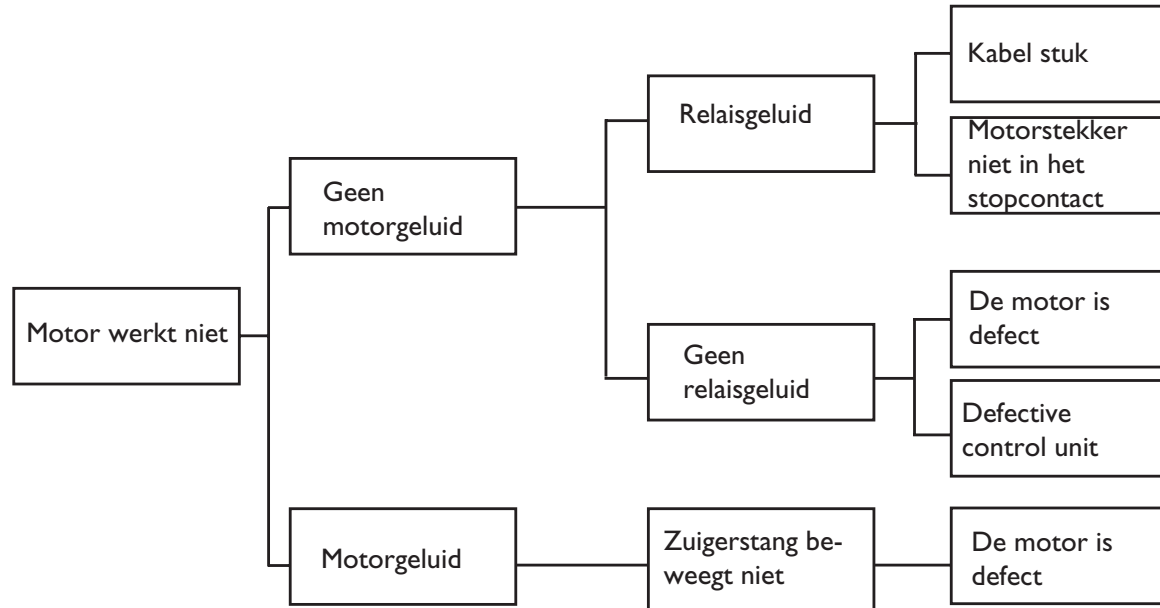 Motor werkt niet
Geen
motorgeluid
Relaisgeluid
Kabel stuk
Motorstekker
niet in het
stopcontact
Geen
relaisgeluid
De motor is
defect
Defective
control unit
Motorgeluid
Zuigerstang be-
weegt niet
De motor is
defect